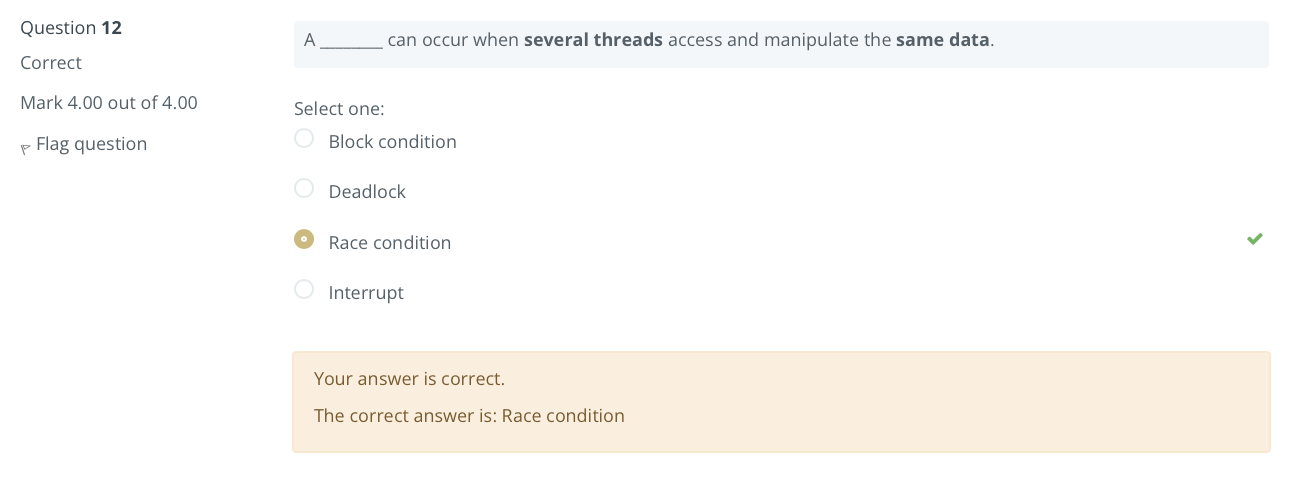 Question 12
Correct
Mark 4.00 out of 4.00
Flag question
A ________ can occur when several threads access and manipulate the same data.
Select one:
Block condition
Deadlock
Race condition
Interrupt
Your answer is correct.
The correct answer is: Race condition